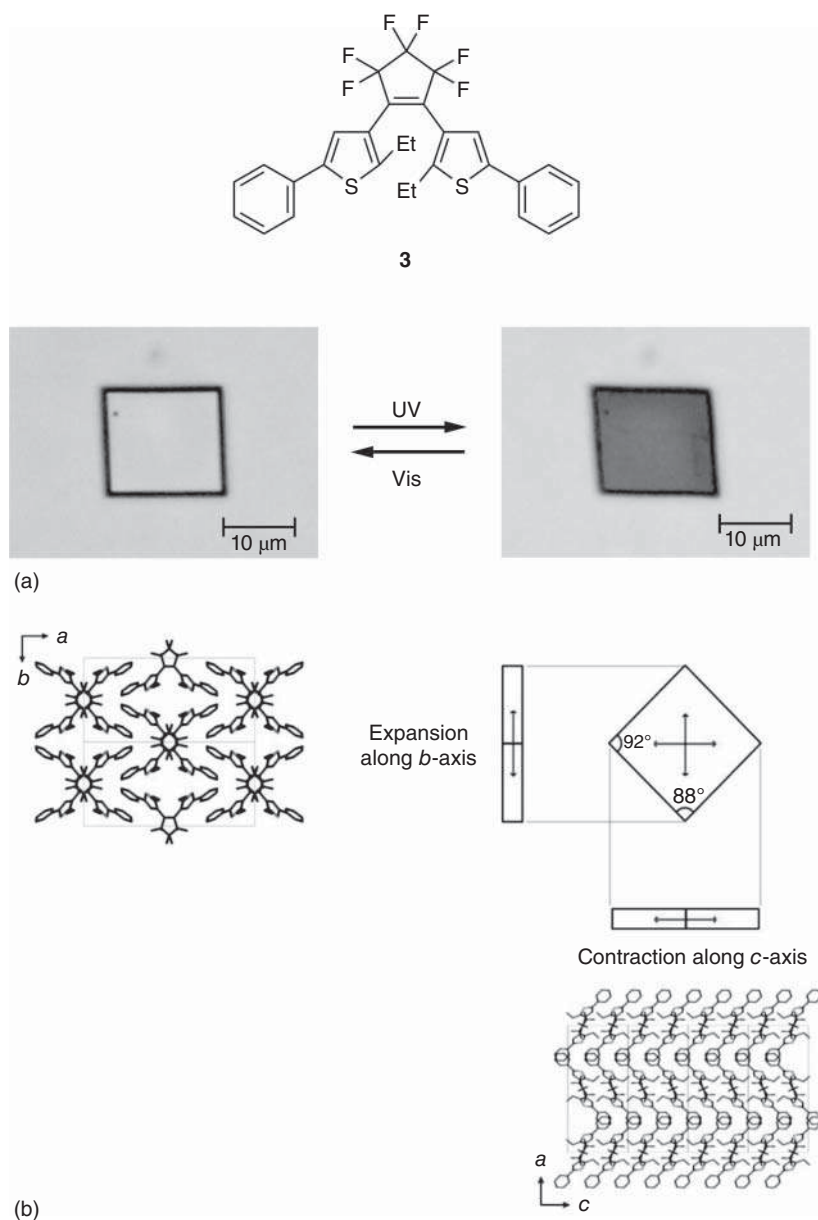 F F F F
F F
Et
S Et S
3
UV
Vis
10 μm 10 μm
(a)
a
b
Expansion
along b-axis
92°
88°
Contraction along c-axis
a
c
(b)